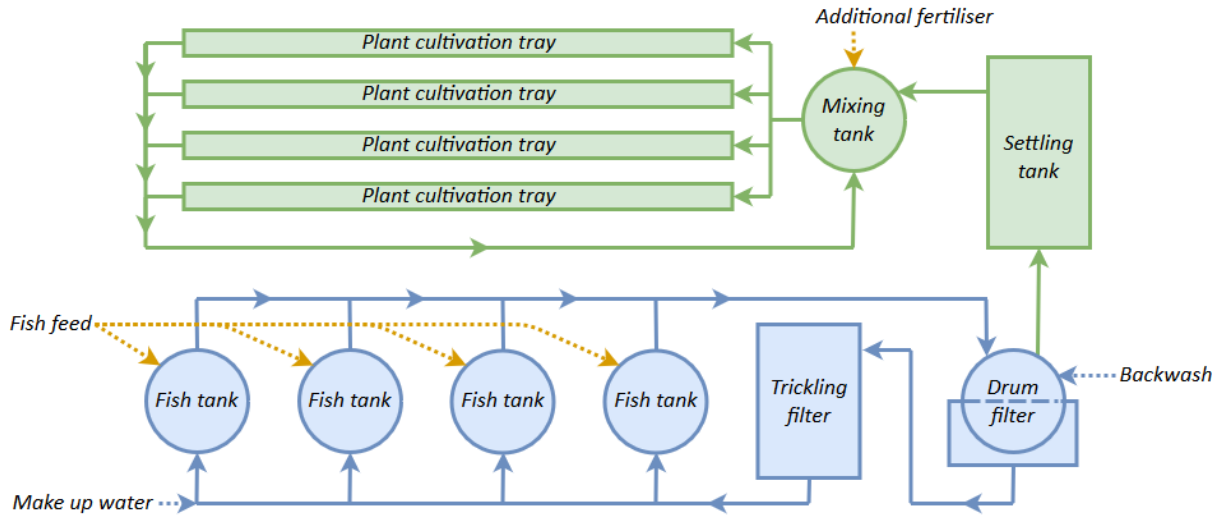 Additional fertiliser
Plant cultivation tray
Plant cultivation tray
Plant cultivation tray
Plant cultivation tray
Mixing
tank
Settling
tank
Fish feed
Fish tank
Fish tank
Fish tank
Fish tank
Trickling
filter
Drum
filter
Backwash
Make up water